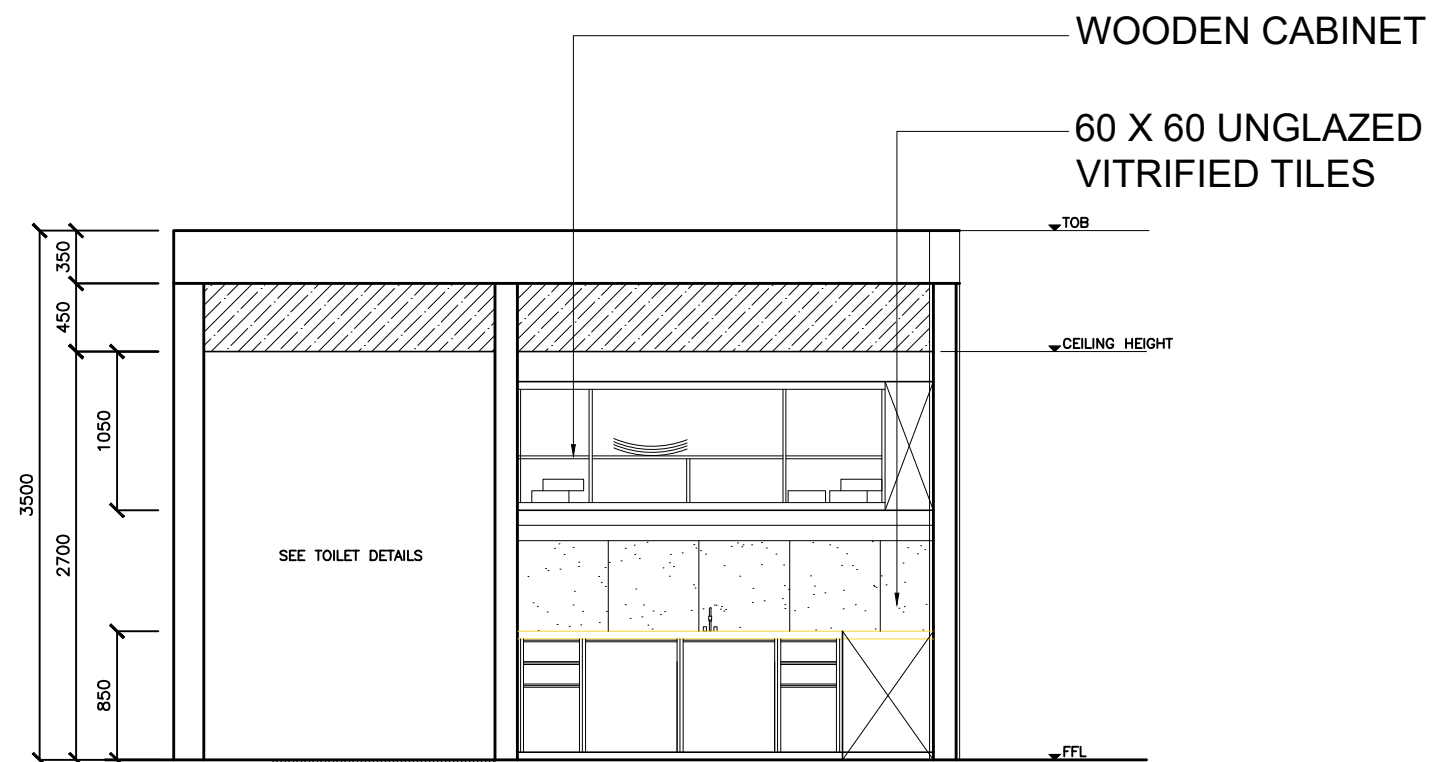 WOODEN CABINET
60 X 60 UNGLAZED
VITRIFIED TILES
TOB
350
450
CEILING HEIGHT
1050
3500
2700
SEE TOILET DETAILS
850
FFL